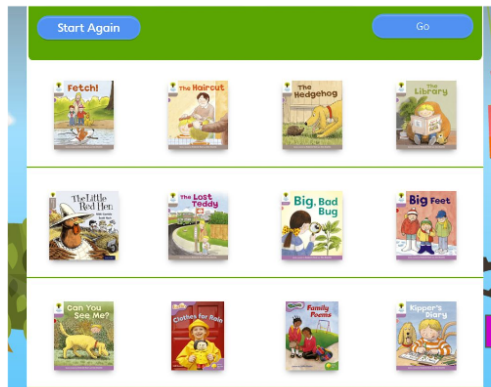 Start Again
Go
Fetch!
The Haircut
The
Hedgehog
The
Library
The Little
Red Hen
The Lost
Teddy
Big, Bad
Bug
Big Feet
Can You
See Me?
Clothes for Rain
Family
Poems
Kipper's
Diary